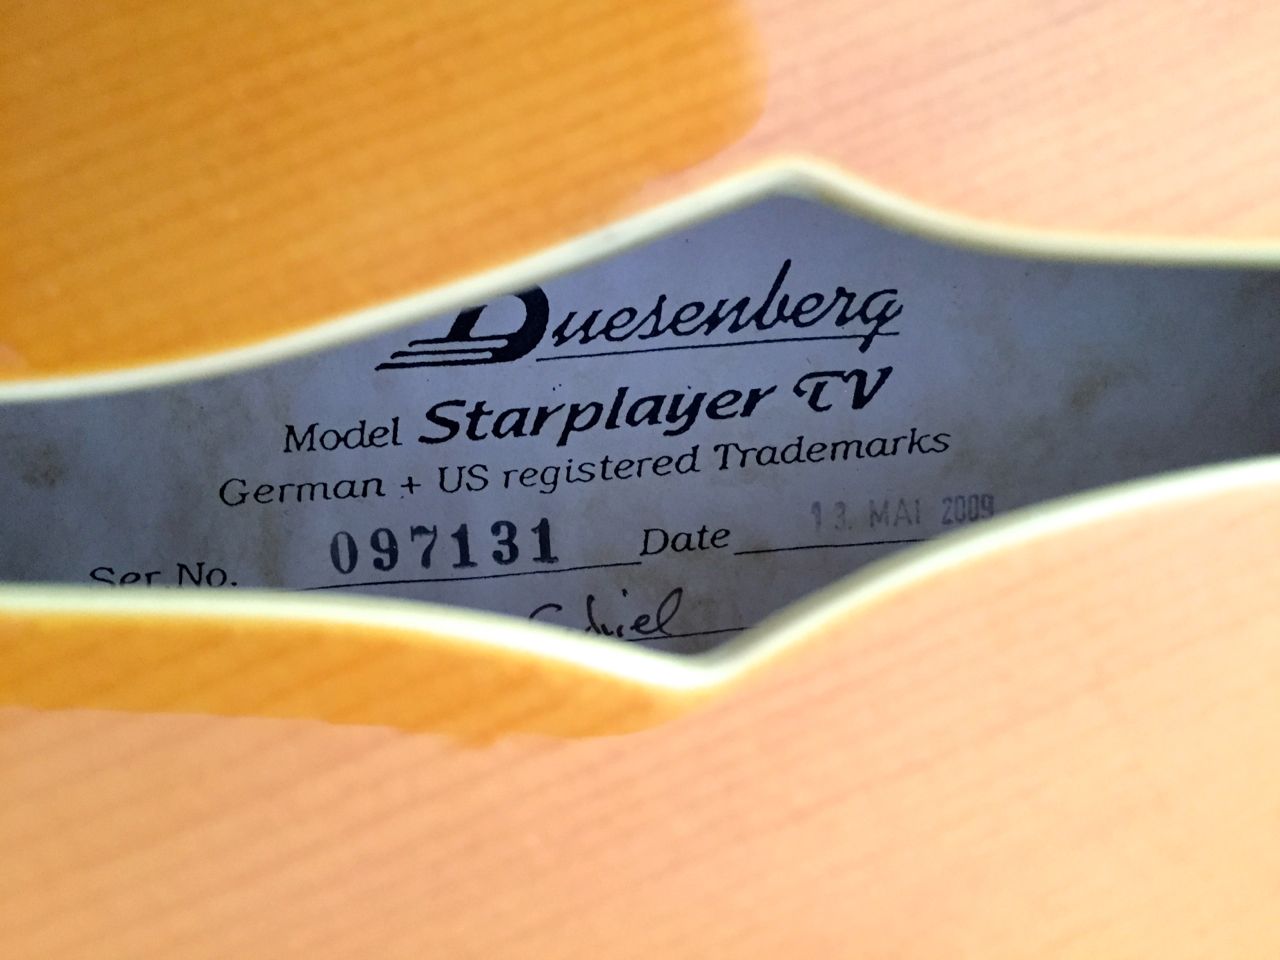 Duesenberg
Model Starplayer TV
German + US registered Trademarks
Ser No. 097131 Date 13. MAI 2009